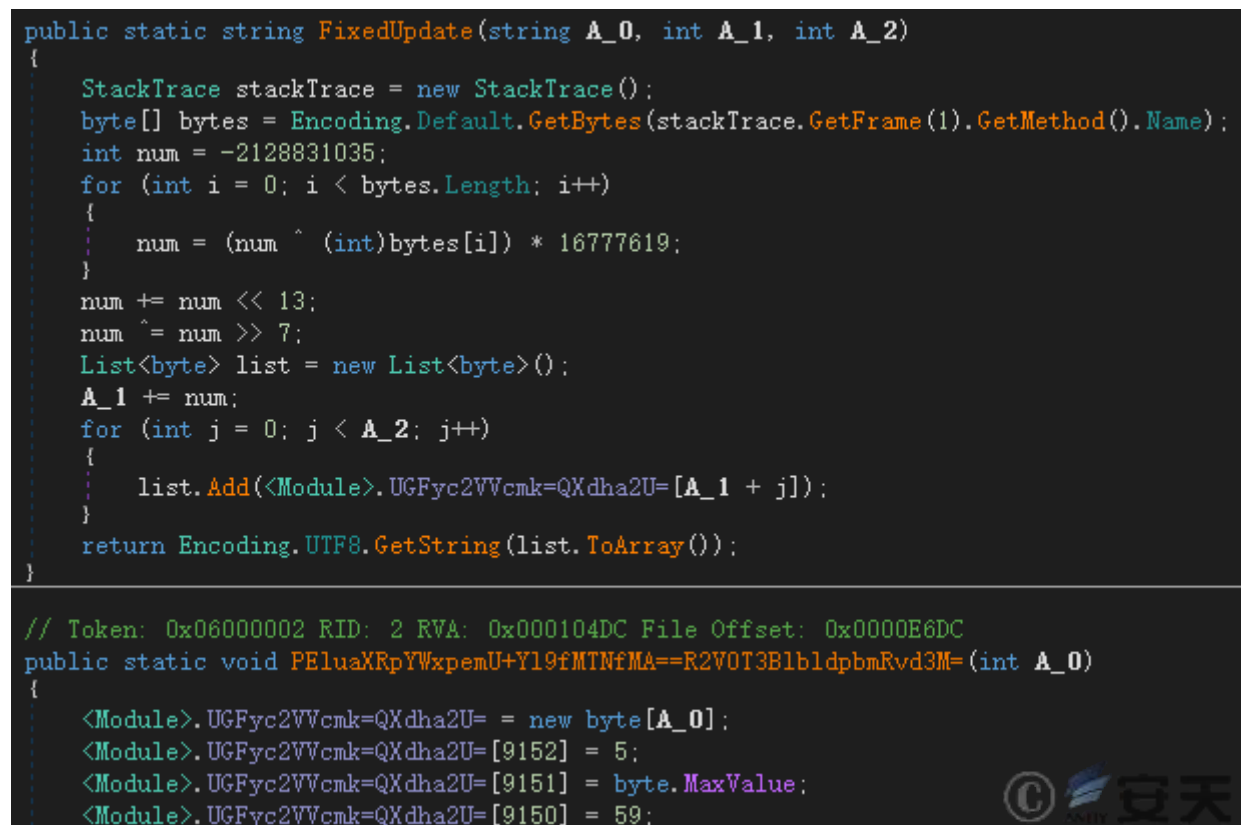 public static string FixedUpdate(string A_0, int A_1, int A_2)
{
StackTrace stackTrace = new StackTrace();
byte[] bytes = Encoding.Default.GetBytes(stackTrace.GetFrame(1).GetMethod().Name);
int num = -2128831035;
for (int i = 0; i < bytes.Length; i++)
{
num = (num ^ (int)bytes[i]) * 16777619;
}
num += num << 13;
num ^= num >> 7;
List<byte> list = new List<byte>();
A_1 += num;
for (int j = 0; j < A_2; j++)
{
list.Add(<Module>.UGFyc2VVcmk=QXdha2U=[A_1 + j]);
}
return Encoding.UTF8.GetString(list.ToArray());
}
// Token: 0x06000002 RID: 2 RVA: 0x000104DC File Offset: 0x0000E6DC
public static void PEluaXRpYWxpemU+Yl9fMTNfMA==R2V0T3BlbldpbmRvd3M=(int A_0)
{
<Module>.UGFyc2VVcmk=QXdha2U= = new byte[A_0];
<Module>.UGFyc2VVcmk=QXdha2U=[9152] = 5;
<Module>.UGFyc2VVcmk=QXdha2U=[9151] = byte.MaxValue;
<Module>.UGFyc2VVcmk=QXdha2U=[9150] = 59;
© 安天